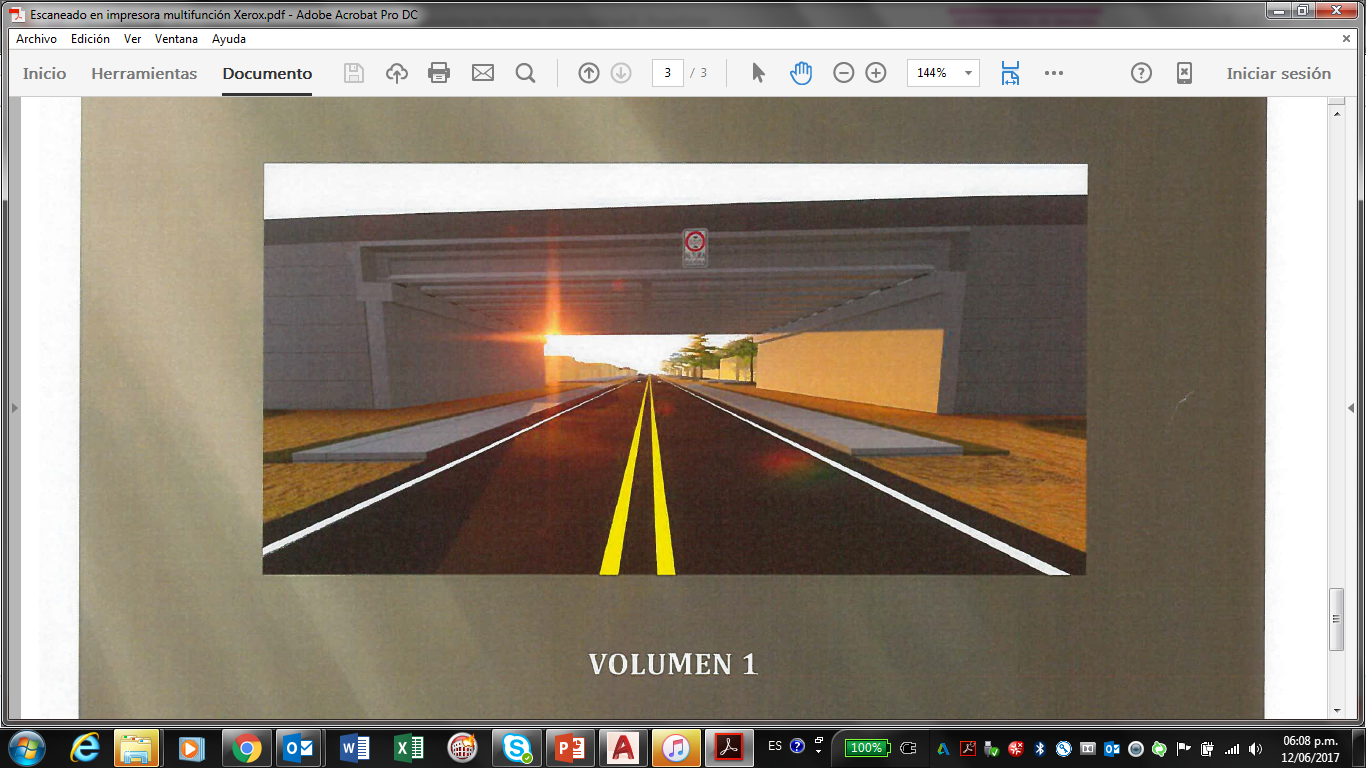 Escaneado en impresora multifunción Xerox.pdf - Adobe Acrobat Pro DC
Archivo Edición Ver Ventana Ayuda
Inicio Herramientas Documento 3 / 3 144% Iniciar sesión
VOLUMEN 1
ES 100% 06:08 p.m.
12/06/2017